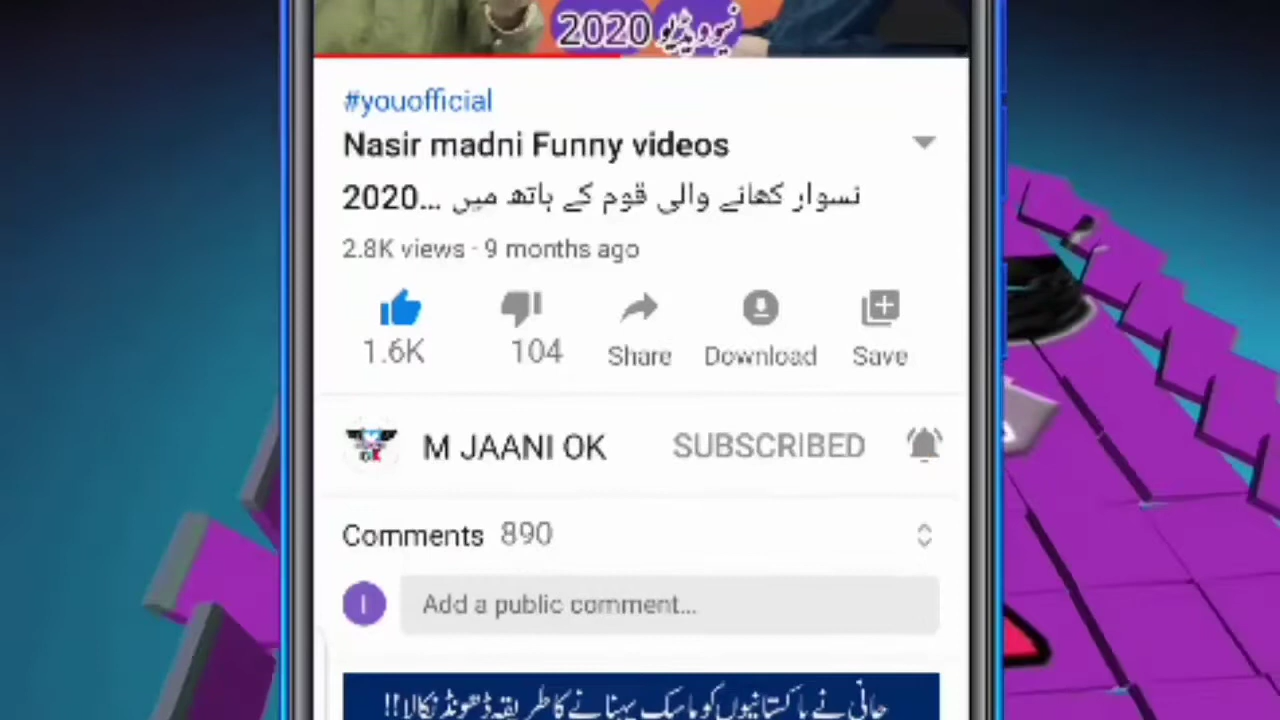 2020 نیو ویڈیو
#youofficial
Nasir madni Funny videos
2020... نسوار کھانے والی قوم کے ہاتھ میں
2.8K views · 9 months ago
1.6K 104 Share Download Save
M JAANI OK SUBSCRIBED
Comments 890
I Add a public comment...
جانی نے پاکستانیوں کو ماسک پہنانے کا طریقہ ڈھونڈ نکالا!!